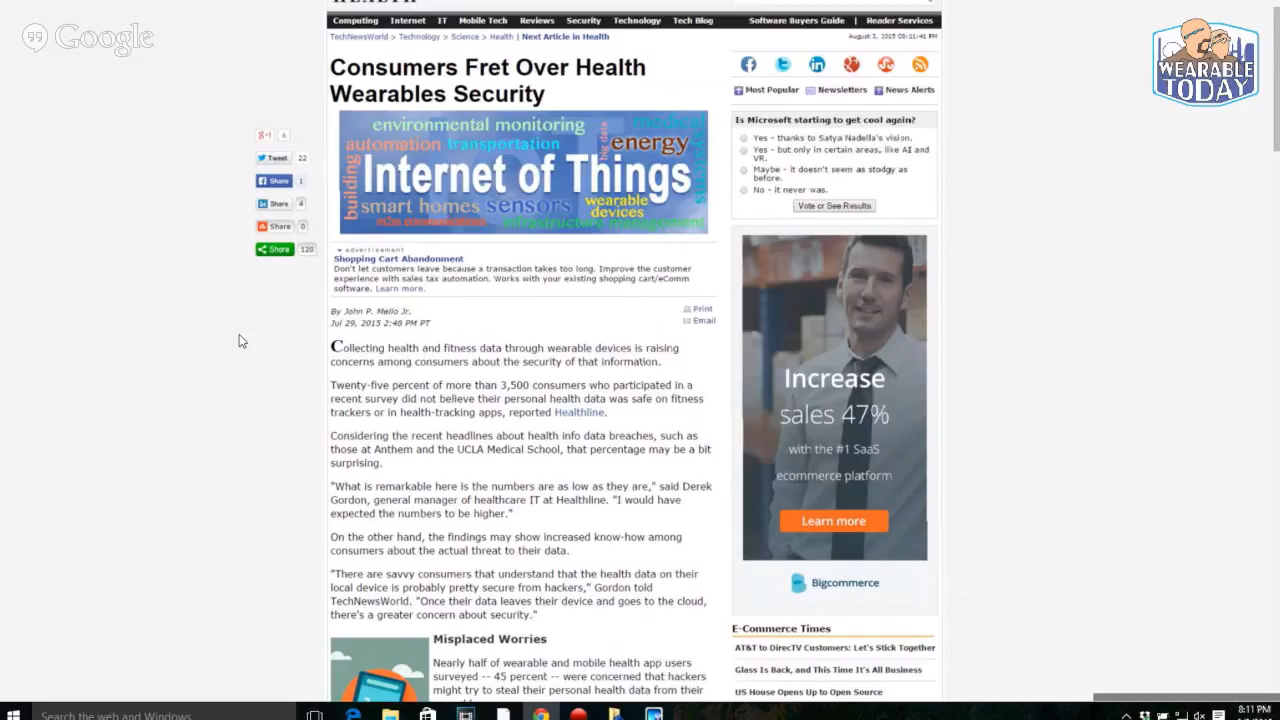 Google
WEARABLE
TODAY
Computing Internet IT Mobile Tech Reviews Security Technology Tech Blog Software Buyers Guide | Reader Services
TechNewsWorld > Technology > Science > Health | Next Article in Health
August 3, 2015 08:11:41 PM
Consumers Fret Over Health
Wearables Security
environmental monitoring
medical
automation transportation
big data
energy
building
Internet of Things
smart homes sensors
wearable
devices
m2m communications
infrastructure management
g+1 6
Tweet 22
Share 1
Share 4
Share 0
Share 120
advertisement
Shopping Cart Abandonment
Don't let customers leave because a transaction takes too long. Improve the customer
experience with sales tax automation. Works with your existing shopping cart/eComm
software. Learn more.
By John P. Mello Jr.
Jul 29, 2015 2:48 PM PT
Print
Email
Collecting health and fitness data through wearable devices is raising
concerns among consumers about the security of that information.
Twenty-five percent of more than 3,500 consumers who participated in a
recent survey did not believe their personal health data was safe on fitness
trackers or in health-tracking apps, reported Healthline.
Considering the recent headlines about health info data breaches, such as
those at Anthem and the UCLA Medical School, that percentage may be a bit
surprising.
"What is remarkable here is the numbers are as low as they are," said Derek
Gordon, general manager of healthcare IT at Healthline. "I would have
expected the numbers to be higher."
On the other hand, the findings may show increased know-how among
consumers about the actual threat to their data.
"There are savvy consumers that understand that the health data on their
local device is probably pretty secure from hackers," Gordon told
TechNewsWorld. "Once their data leaves their device and goes to the cloud,
there's a greater concern about security."
Misplaced Worries
Nearly half of wearable and mobile health app users
surveyed -- 45 percent -- were concerned that hackers
might try to steal their personal health data from their
Most Popular Newsletters News Alerts
Is Microsoft starting to get cool again?
Yes - thanks to Satya Nadella's vision.
Yes - but only in certain areas, like AI and
VR.
Maybe - it doesn't seem as stodgy as
before.
No - it never was.
Vote or See Results
Increase
sales 47%
with the #1 SaaS
ecommerce platform
Learn more
Bigcommerce
E-Commerce Times
AT&T to DirecTV Customers: Let's Stick Together
Glass Is Back, and This Time It's All Business
US House Opens Up to Open Source
Search the web and Windows
8:11 PM